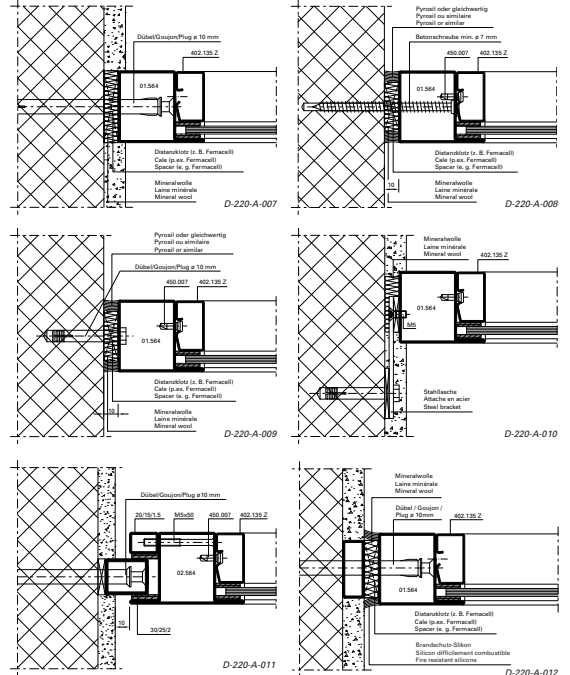 Dübel/Goujon/Plug ø 10 mm
402.135 Z
01.564
Distanzklotz (z. B. Fermacell)
Cale (p.ex. Fermacell)
Spacer (e. g. Fermacell)
Mineralwolle
Laine minérale
Mineral wool
D-220-A-007
Pyrosil oder gleichwertig
Pyrosil ou similaire
Pyrosil or similar
Betonschraube min. ø 7 mm
450.007
402.135 Z
01.564
Distanzklotz (z. B. Fermacell)
Cale (p.ex. Fermacell)
Spacer (e. g. Fermacell)
10
Mineralwolle
Laine minérale
Mineral wool
D-220-A-008
Pyrosil oder gleichwertig
Pyrosil ou similaire
Pyrosil or similar
Dübel/Goujon/Plug ø 10 mm
450.007
402.135 Z
01.564
Distanzklotz (z. B. Fermacell)
Cale (p.ex. Fermacell)
Spacer (e. g. Fermacell)
10
Mineralwolle
Laine minérale
Mineral wool
D-220-A-009
Mineralwolle
Laine minérale
Mineral wool
402.135 Z
01.564
M5
Stahllasche
Attache en acier
Steel bracket
D-220-A-010
Dübel/Goujon/Plug ø10 mm
20/15/1.5
M5x50
450.007
402.135 Z
02.564
10
30/25/2
D-220-A-011
Mineralwolle
Laine minérale
Mineral wool
Dübel / Goujon /
Plug ø 10mm
402.135 Z
01.564
Distanzklotz (z. B. Fermacell)
Cale (p.ex. Fermacell)
Spacer (e. g. Fermacell)
Brandschutz-Silikon
Silicon difficilement combustible
Fire resistant silicone
D-220-A-012